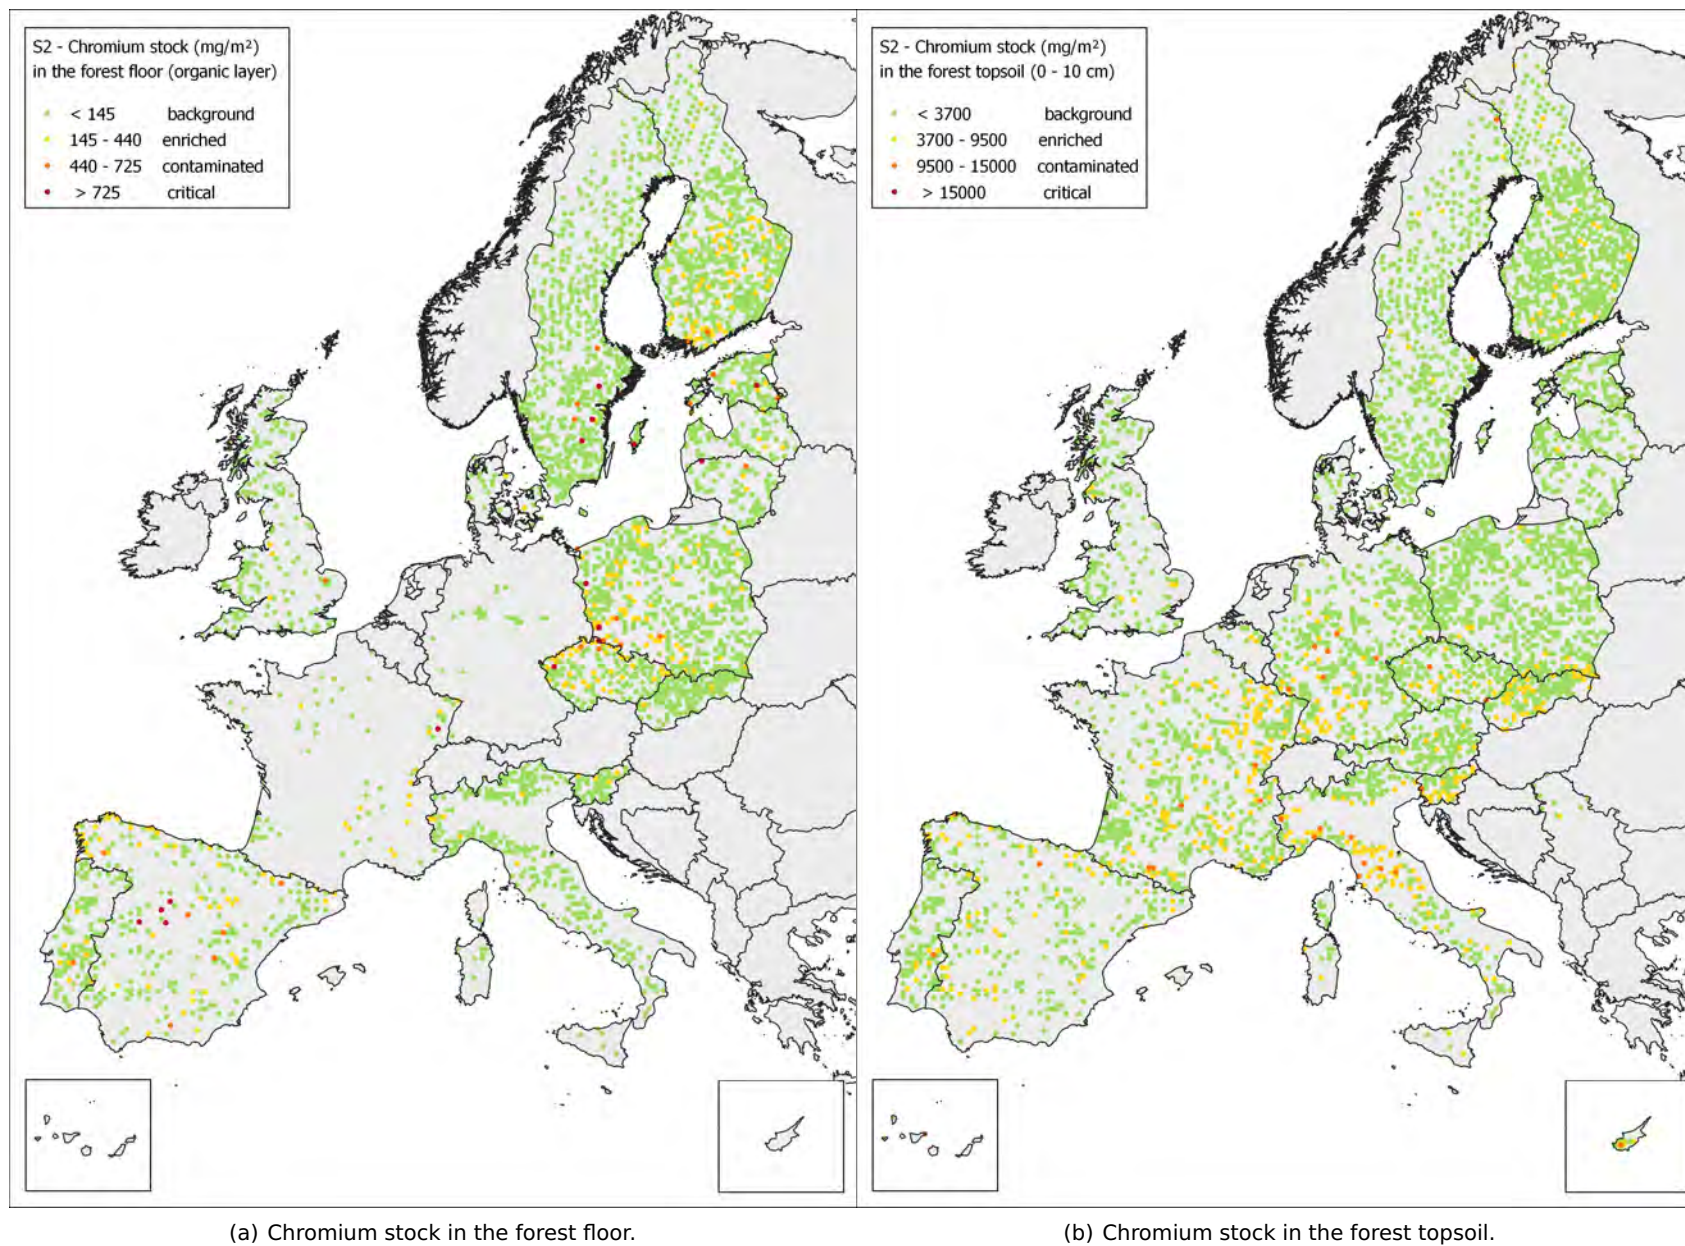 S2 - Chromium stock (mg/m²)
in the forest floor (organic layer)
< 145 background
145 - 440 enriched
440 - 725 contaminated
> 725 critical
S2 - Chromium stock (mg/m²)
in the forest topsoil (0 - 10 cm)
< 3700 background
3700 - 9500 enriched
9500 - 15000 contaminated
> 15000 critical
(a) Chromium stock in the forest floor.
(b) Chromium stock in the forest topsoil.